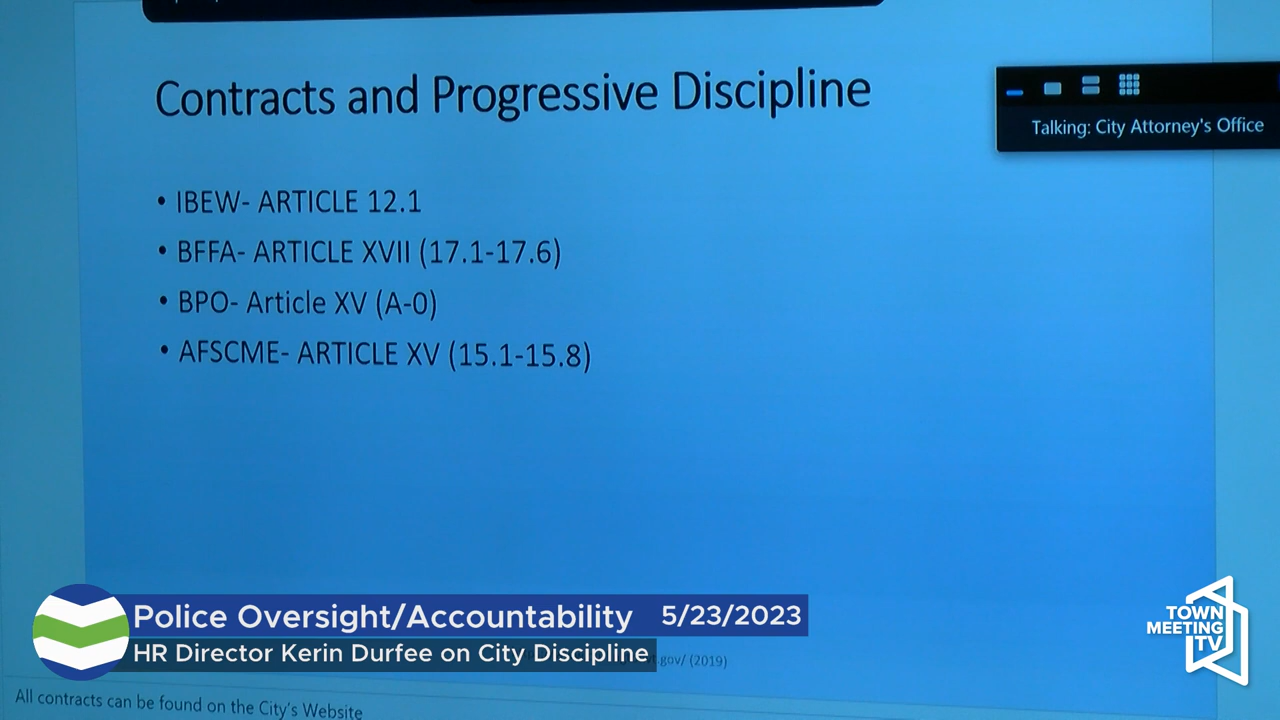 Contracts and Progressive Discipline
Talking: City Attorney's Office
• IBEW- ARTICLE 12.1
• BFFA- ARTICLE XVII (17.1-17.6)
• BPO- Article XV (A-0)
• AFSCME- ARTICLE XV (15.1-15.8)
Police Oversight/Accountability 5/23/2023
HR Director Kerin Durfee on City Discipline
.gov/ (2019)
TOWN
MEETING
TV
All contracts can be found on the City's Website